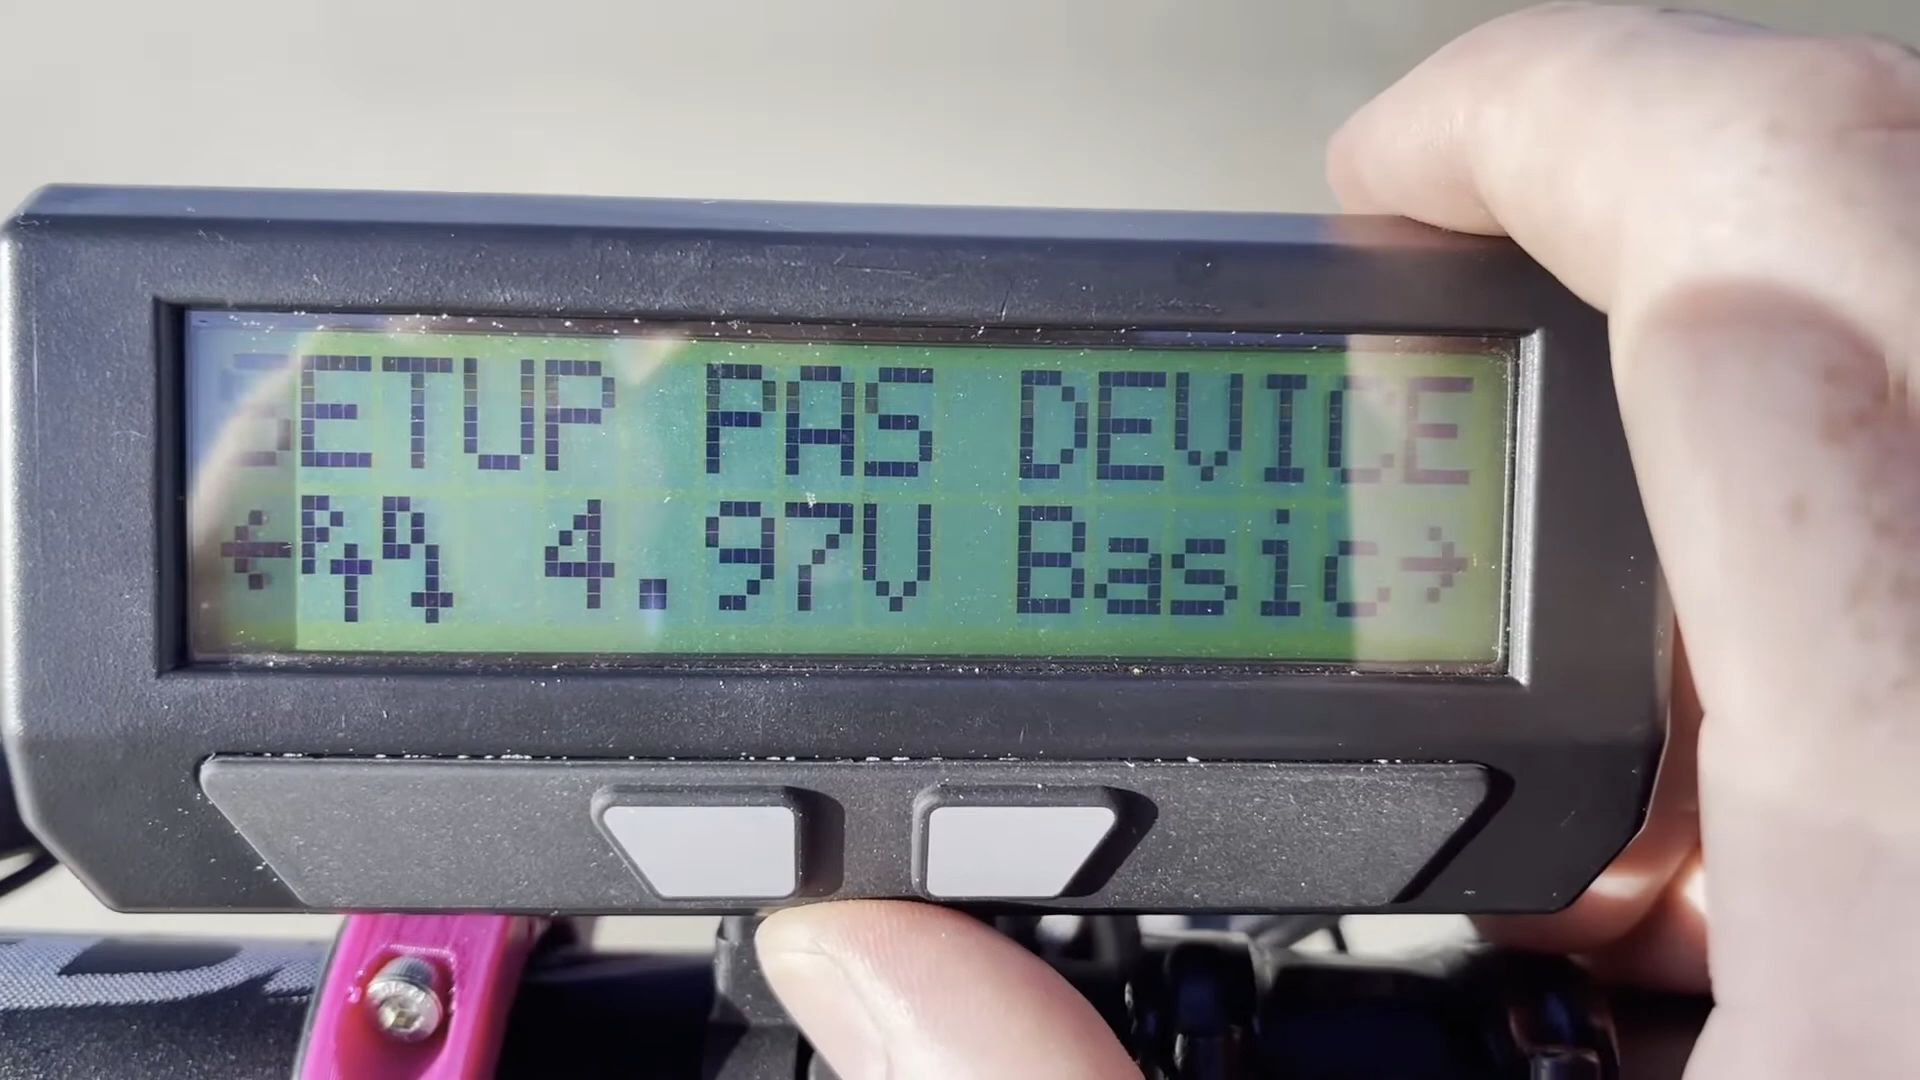 SETUP PAS DEVICE
← 4.97V Basic→